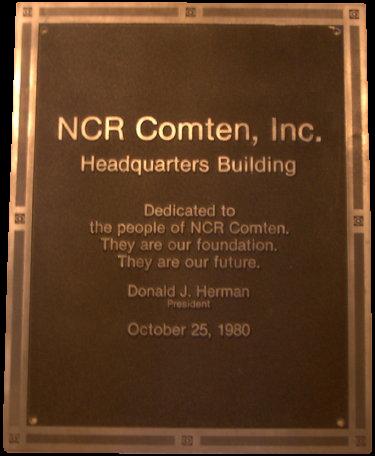 NCR Comten, Inc.
Headquarters Building
Dedicated to
the people of NCR Comten.
They are our foundation.
They are our future.
Donald J. Herman
President
October 25, 1980